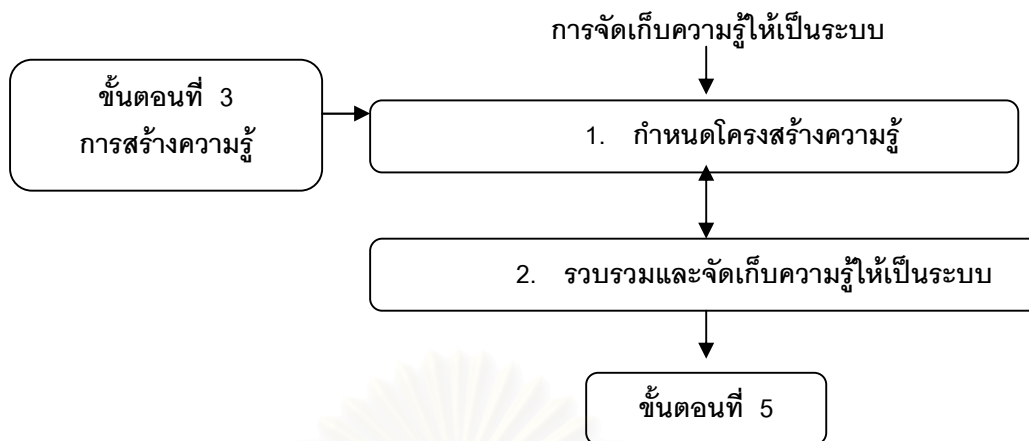 การจัดเก็บความรู้ให้เป็นระบบ
ขั้นตอนที่ 3
การสร้างความรู้
1. กำหนดโครงสร้างความรู้
2. รวบรวมและจัดเก็บความรู้ให้เป็นระบบ
ขั้นตอนที่ 5